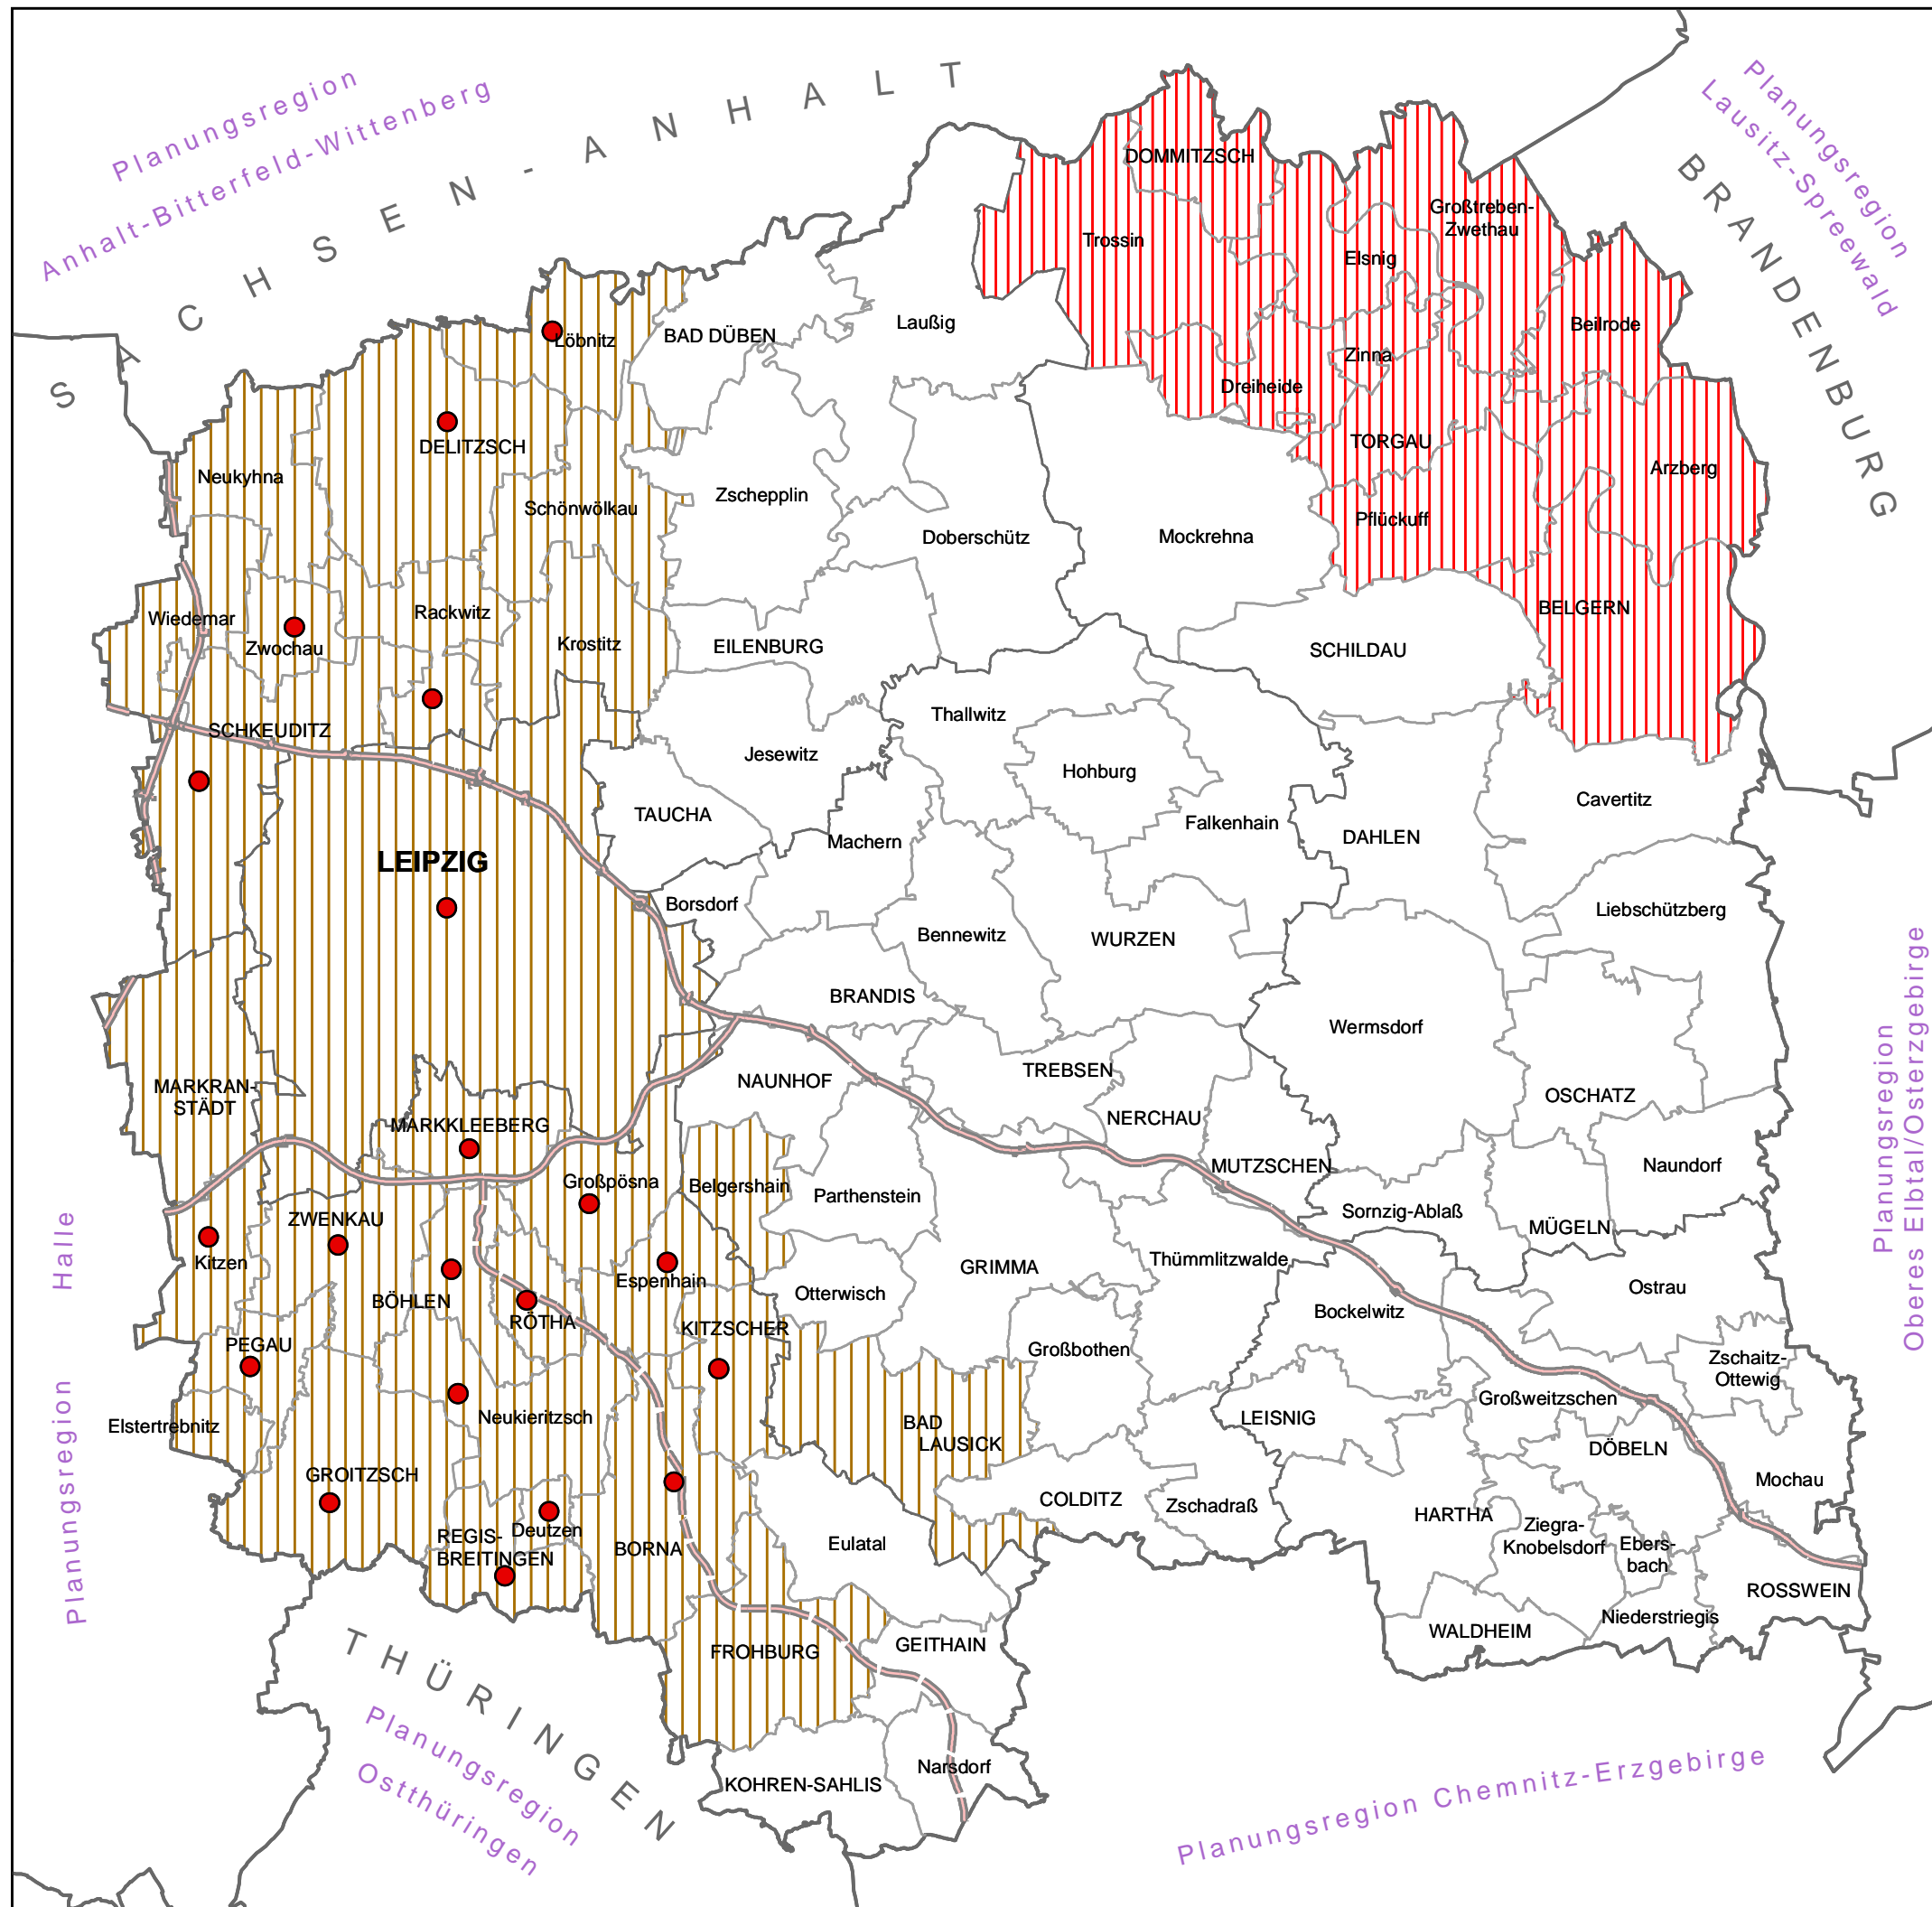 Planungsregion
Anhalt-Bitterfeld-Wittenberg
SACHSEN-ANHALT
Planungsregion
Lausitz-Spreewald
BRANDENBURG
DOMMITZSCH
Großtreben-
Zwethau
Trossin
Elsnig
Löbnitz
BAD DÜBEN
Laußig
Beilrode
Zinna
Dreiheide
DELITZSCH
TORGAU
Neukyhna
Arzberg
Zschepplin
Schönwölkau
Pflückuff
Doberschütz
Mockrehna
Wiedemar
Rackwitz
BELGERN
Zwochau
Krostitz
EILENBURG
SCHILDAU
Thallwitz
SCHKEUDITZ
Jesewitz
Hohburg
Cavertitz
TAUCHA
Falkenhain
Machern
DAHLEN
LEIPZIG
Borsdorf
Liebschützberg
Bennewitz
WURZEN
BRANDIS
Wermsdorf
Planungsregion
Oberes Elbtal/Osterzgebirge
MARKRAN-
STÄDT
NAUNHOF
TREBSEN
OSCHATZ
MARKKLEEBERG
NERCHAU
MUTZSCHEN
Naundorf
Großpösna
Belgershain
Parthenstein
Sornzig-Ablaß
MÜGELN
ZWENKAU
Kitzen
Espenhain
GRIMMA
Thümmlitzwalde
Ostrau
Otterwisch
BÖHLEN
RÖTHA
KITZSCHER
Bockelwitz
PEGAU
Großbothen
Zschaitz-
Ottewig
Elstertrebnitz
Neukieritzsch
BAD
LAUSICK
LEISNIG
Großweitzschen
DÖBELN
GROITZSCH
COLDITZ
Zschadraß
Mochau
HARTHA
REGIS-
BREITINGEN
Deutzen
BORNA
Eulatal
Ziegra-
Knobelsdorf
Ebers-
bach
ROSSWEIN
Niederstriegis
WALDHEIM
FROHBURG
GEITHAIN
KOHREN-SAHLIS
Narsdorf
Planungsregion Halle
THÜRINGEN
Planungsregion
Ostthüringen
Planungsregion Chemnitz-Erzgebirge